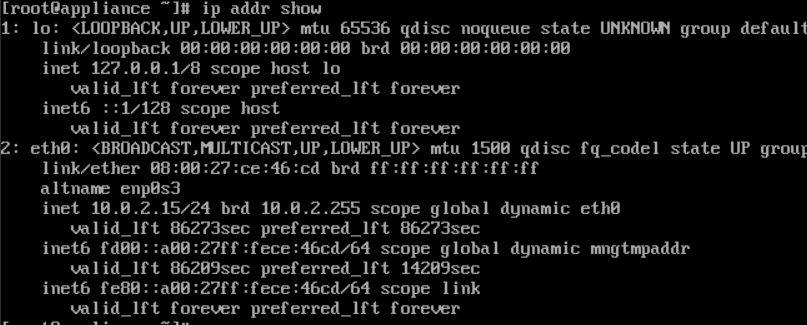 [root@appliance ~]# ip addr show
1: lo: <LOOPBACK,UP,LOWER_UP> mtu 65536 qdisc noqueue state UNKNOWN group default
link/loopback 00:00:00:00:00:00 brd 00:00:00:00:00:00
inet 127.0.0.1/8 scope host lo
valid_lft forever preferred_lft forever
inet6 ::1/128 scope host
valid_lft forever preferred_lft forever
2: eth0: <BROADCAST,MULTICAST,UP,LOWER_UP> mtu 1500 qdisc fq_codel state UP group
link/ether 08:00:27:ce:46:cd brd ff:ff:ff:ff:ff:ff
altname enp0s3
inet 10.0.2.15/24 brd 10.0.2.255 scope global dynamic eth0
valid_lft 86273sec preferred_lft 86273sec
inet6 fd00::a00:27ff:fece:46cd/64 scope global dynamic mngtmpaddr
valid_lft 86209sec preferred_lft 14209sec
inet6 fe80::a00:27ff:fece:46cd/64 scope link
valid_lft forever preferred_lft forever
[root@appliance ~]#